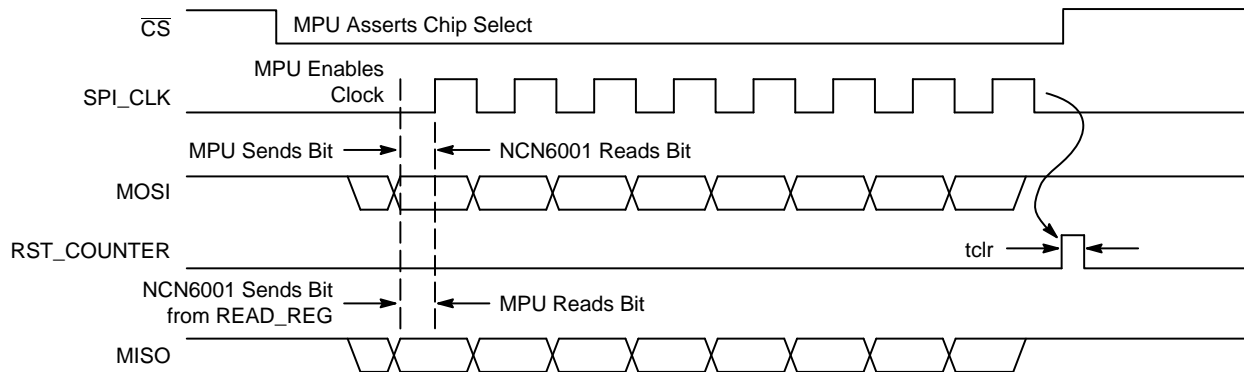 CS
MPU Asserts Chip Select
MPU Enables
Clock
SPI_CLK
MPU Sends Bit
NCN6001 Reads Bit
MOSI
RST_COUNTER
tclr
NCN6001 Sends Bit
from READ_REG
MPU Reads Bit
MISO